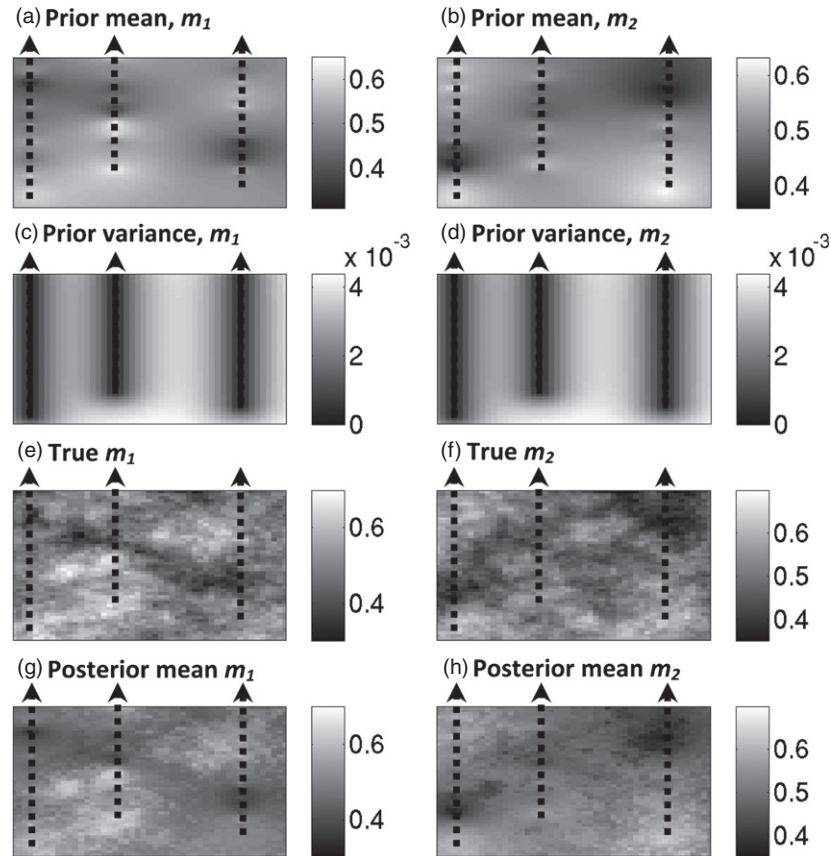 (a) Prior mean, m1
0.6
0.5
0.4
(b) Prior mean, m2
0.6
0.5
0.4
(c) Prior variance, m1
x 10^-3
4
2
0
(d) Prior variance, m2
x 10^-3
4
2
0
(e) True m1
0.6
0.4
(f) True m2
0.6
0.5
0.4
(g) Posterior mean m1
0.6
0.4
(h) Posterior mean m2
0.6
0.5
0.4